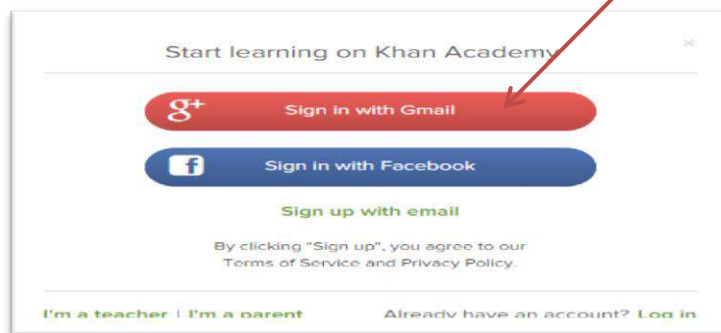 Start learning on Khan Academy
×
g+ Sign in with Gmail
f Sign in with Facebook
Sign up with email
By clicking "Sign up", you agree to our
Terms of Service and Privacy Policy.
I'm a teacher | I'm a parent Already have an account? Log in